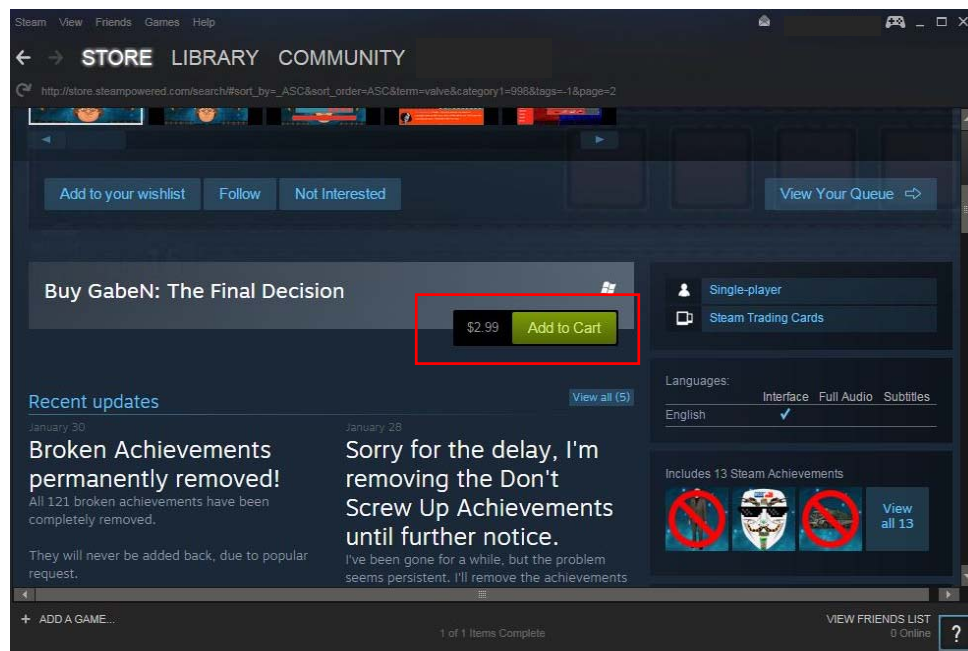 Steam View Friends Games Help
STORE LIBRARY COMMUNITY
http://store.steampowered.com/search/#sort_by=_ASC&sort_order=ASC&term=valve&category1=998&tags=-1&page=2
Add to your wishlist Follow Not Interested View Your Queue
Buy GabeN: The Final Decision
$2.99 Add to Cart
Single-player
Steam Trading Cards
Languages:
Interface Full Audio Subtitles
English ✓
Recent updates View all (5)
January 30
Broken Achievements
permanently removed!
All 121 broken achievements have been
completely removed.
They will never be added back, due to popular
request.
January 28
Sorry for the delay, I'm
removing the Don't
Screw Up Achievements
until further notice.
I've been gone for a while, but the problem
seems persistent. I'll remove the achievements
Includes 13 Steam Achievements
View
all 13
+ ADD A GAME...
1 of 1 Items Complete
VIEW FRIENDS LIST
0 Online
?